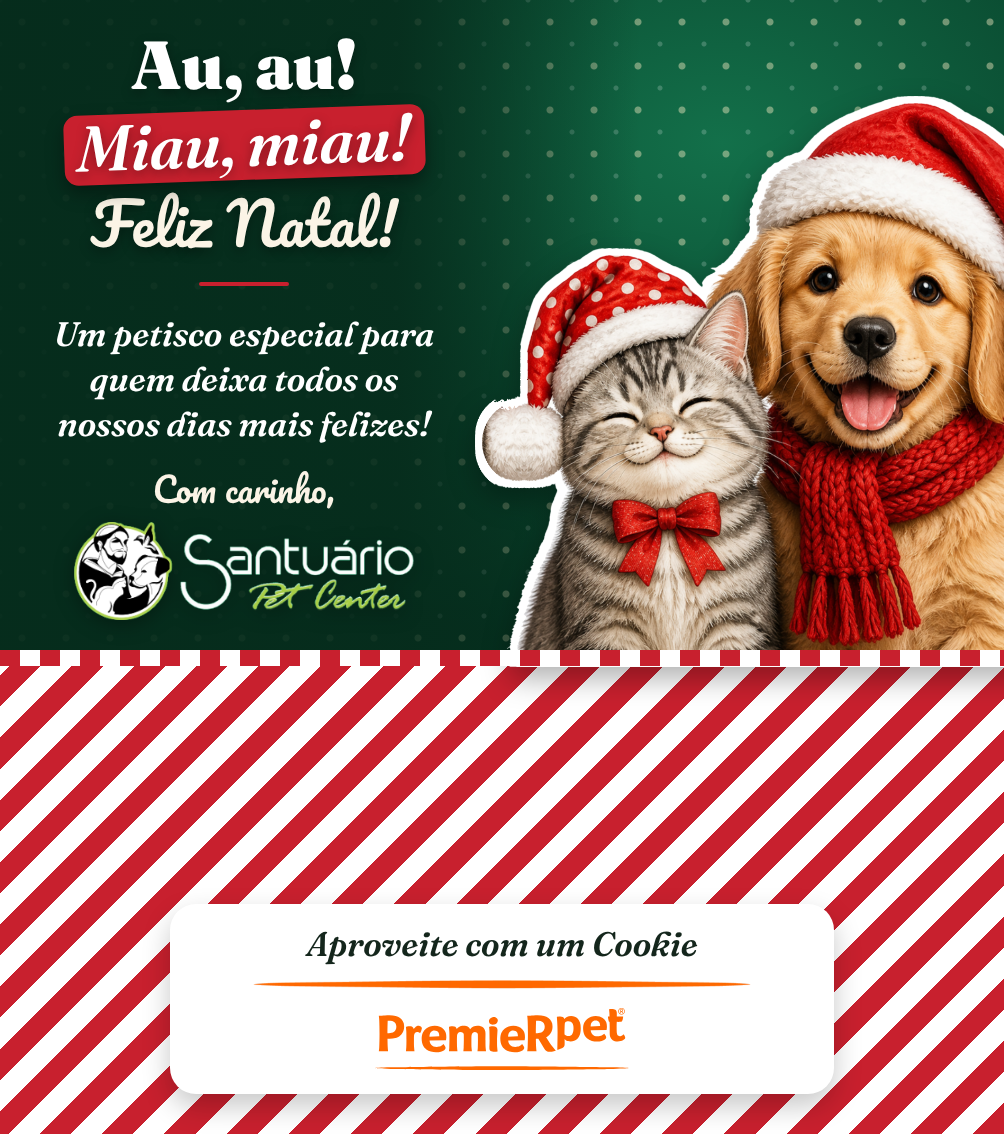 Au, au!
Miau, miau!
Feliz Natal!
Um petisco especial para
quem deixa todos os
nossos dias mais felizes!
Com carinho,
Santuário
Pet Center
Aproveite com um Cookie
PremieRpet®